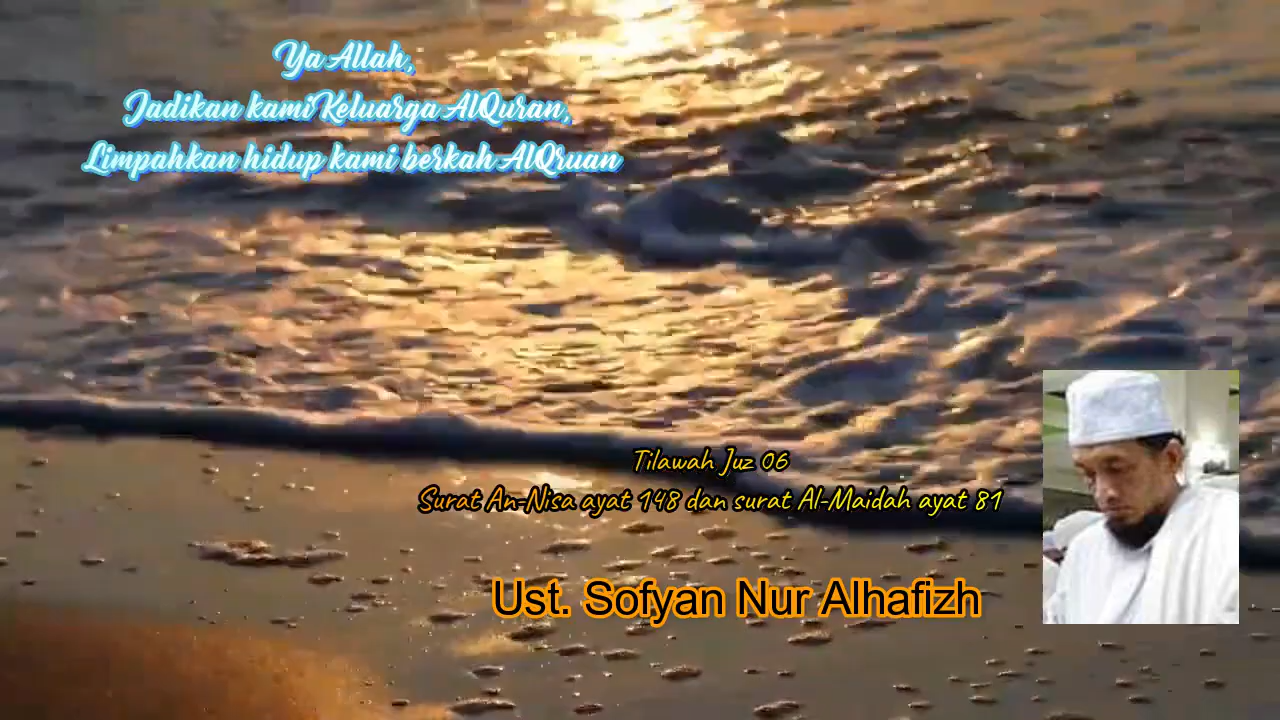 Ya Allah,
Jadikan kami Keluarga AlQuran,
Limpahkan hidup kami berkah AlQruan
Tilawah Juz 06
Surat An-Nisa ayat 148 dan surat Al-Maidah ayat 81
Ust. Sofyan Nur Alhafizh